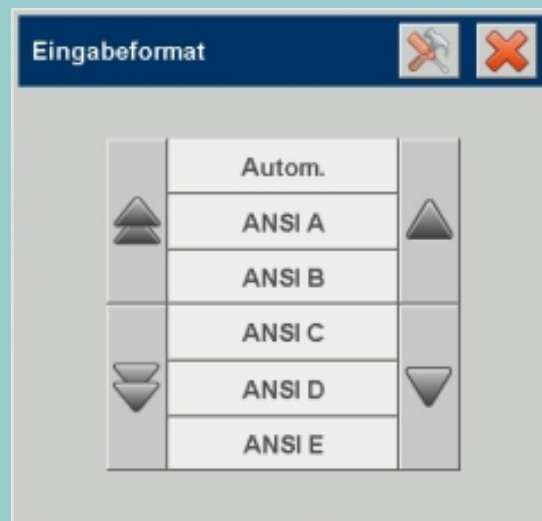 Eingabeformat
Autom.
ANSI A
ANSI B
ANSI C
ANSI D
ANSI E